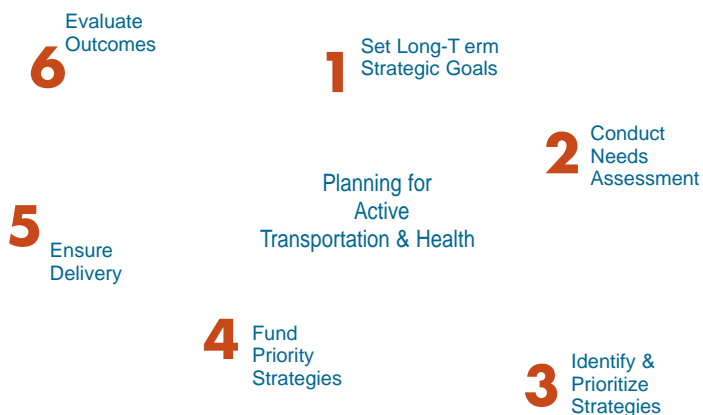 1
Set Long-T erm
Strategic Goals
2
Conduct
Needs
Assessment
3
Identify &
Prioritize
Strategies
4
Fund
Priority
Strategies
5
Ensure
Delivery
6
Evaluate
Outcomes
Planning for
Active
Transportation & Health